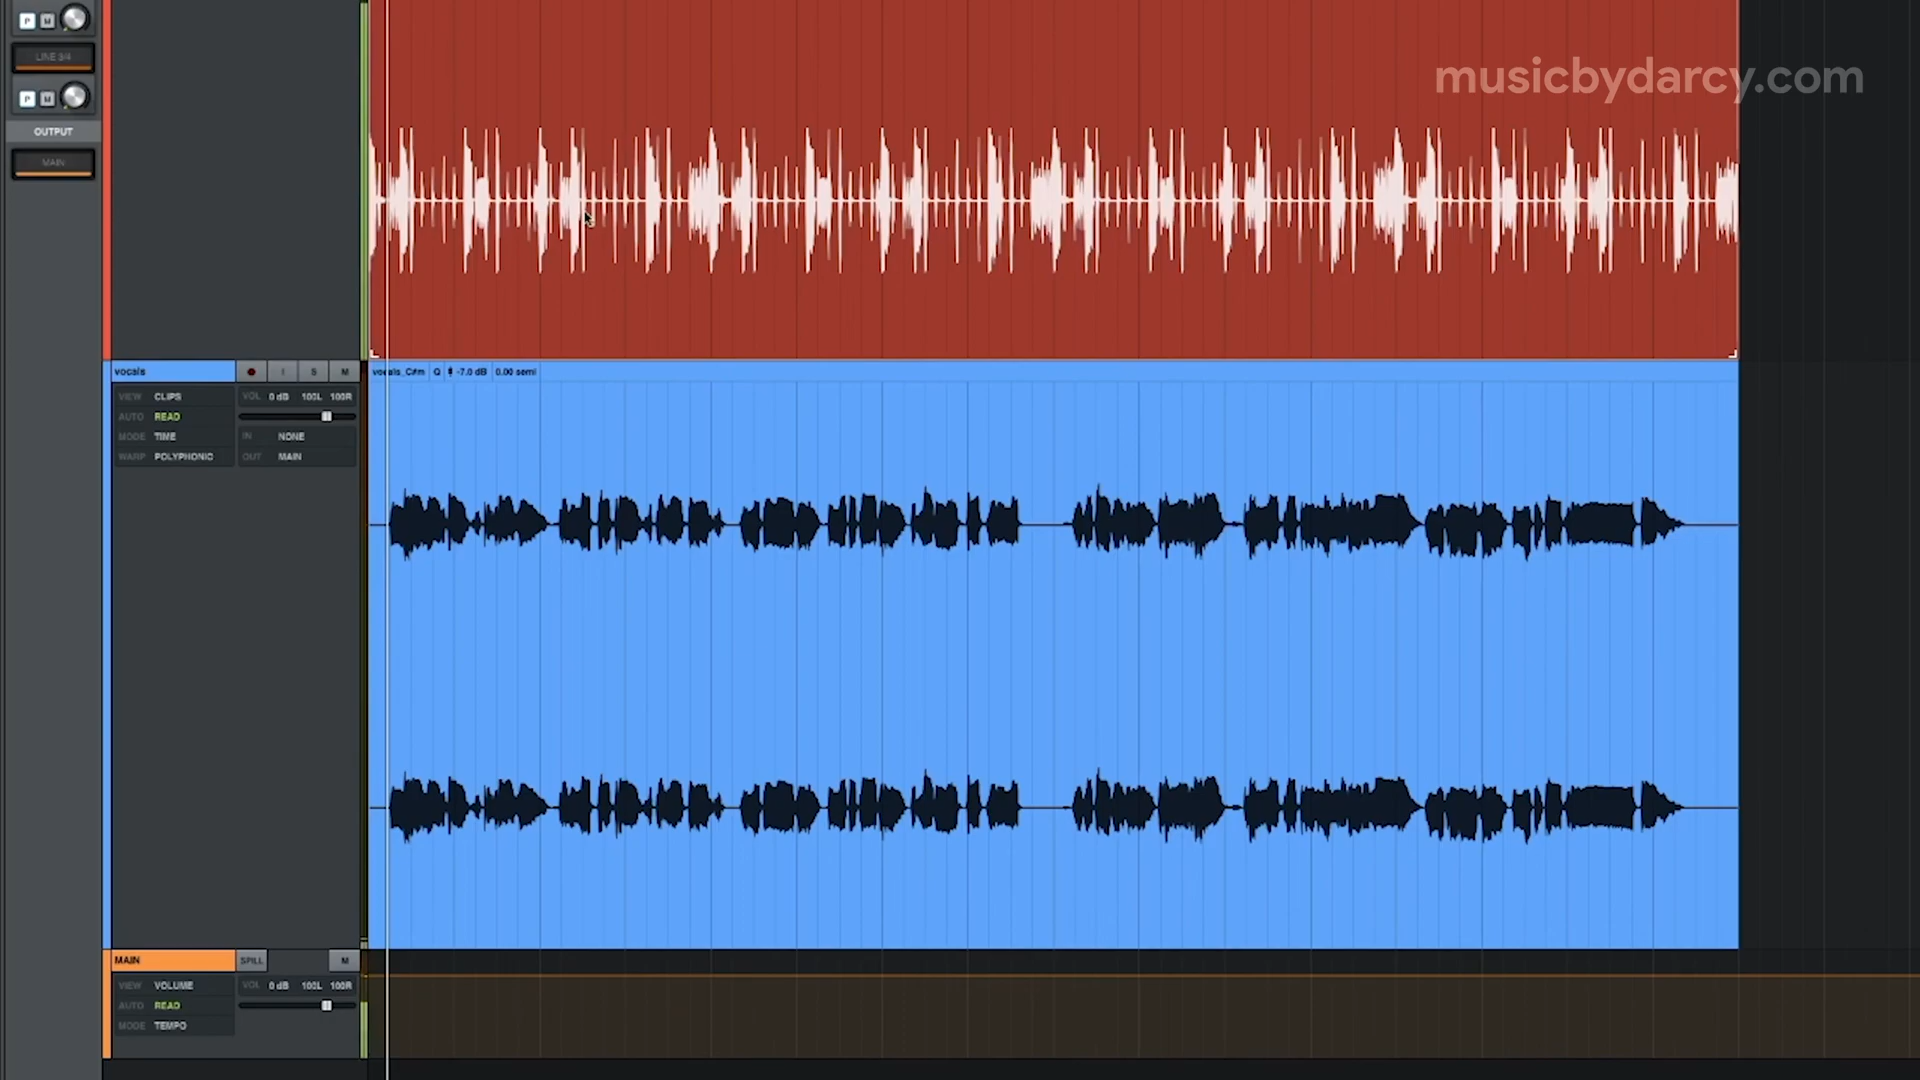 musicbydarcy.com
P M
LINE 3/4
P M
OUTPUT
MAIN
vocals I S M
VIEW CLIPS VOL 0 dB 100L 100R
AUTO READ
MODE TIME IN NONE
WARP POLYPHONIC OUT MAIN
vocals_C#m -7.0 dB 0.00 semi
MAIN SPILL M
VIEW VOLUME VOL 0 dB 100L 100R
AUTO READ
MODE TEMPO